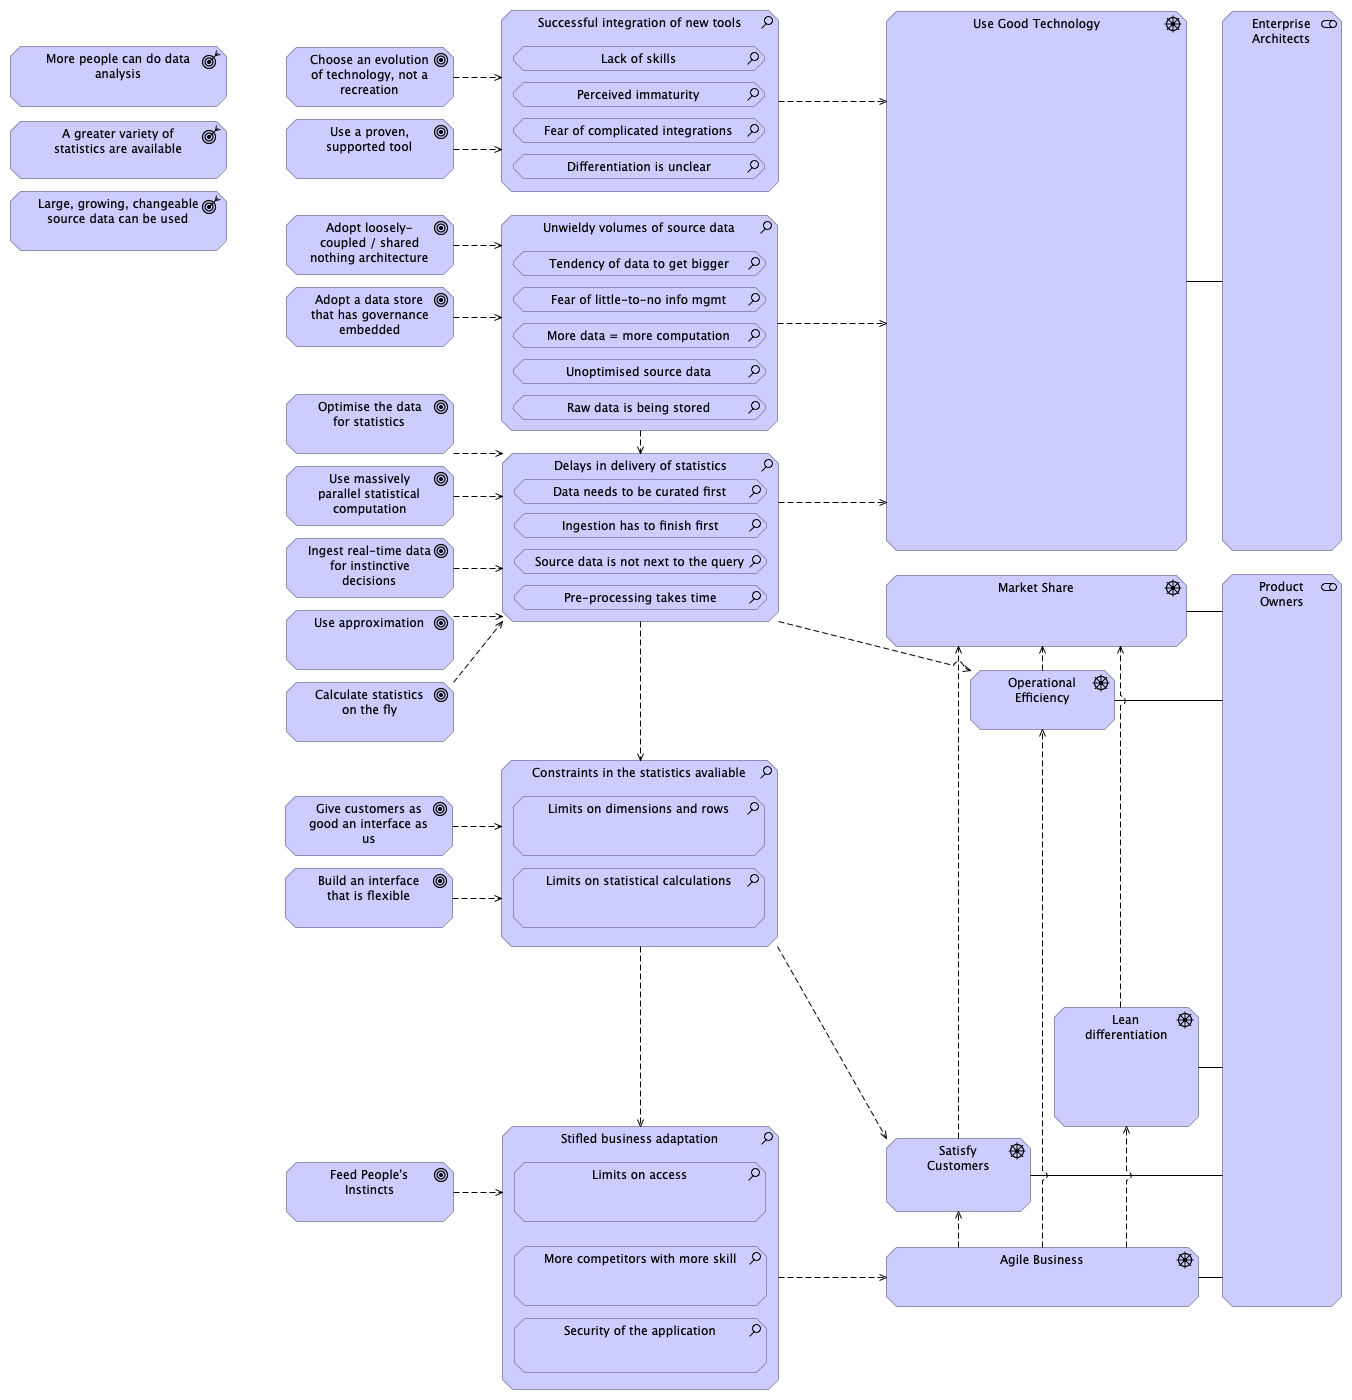 More people can do data
analysis
A greater variety of
statistics are available
Large, growing, changeable
source data can be used
Choose an evolution
of technology, not a
recreation
Use a proven,
supported tool
Adopt loosely-
coupled / shared
nothing architecture
Adopt a data store
that has governance
embedded
Optimise the data
for statistics
Use massively
parallel statistical
computation
Ingest real-time data
for instinctive
decisions
Use approximation
Calculate statistics
on the fly
Give customers as
good an interface as
us
Build an interface
that is flexible
Feed People's
Instincts
Successful integration of new tools
Lack of skills
Perceived immaturity
Fear of complicated integrations
Differentiation is unclear
Unwieldy volumes of source data
Tendency of data to get bigger
Fear of little-to-no info mgmt
More data = more computation
Unoptimised source data
Raw data is being stored
Delays in delivery of statistics
Data needs to be curated first
Ingestion has to finish first
Source data is not next to the query
Pre-processing takes time
Constraints in the statistics avaliable
Limits on dimensions and rows
Limits on statistical calculations
Stifled business adaptation
Limits on access
More competitors with more skill
Security of the application
Use Good Technology
Market Share
Operational
Efficiency
Lean
differentiation
Satisfy
Customers
Agile Business
Enterprise
Architects
Product
Owners